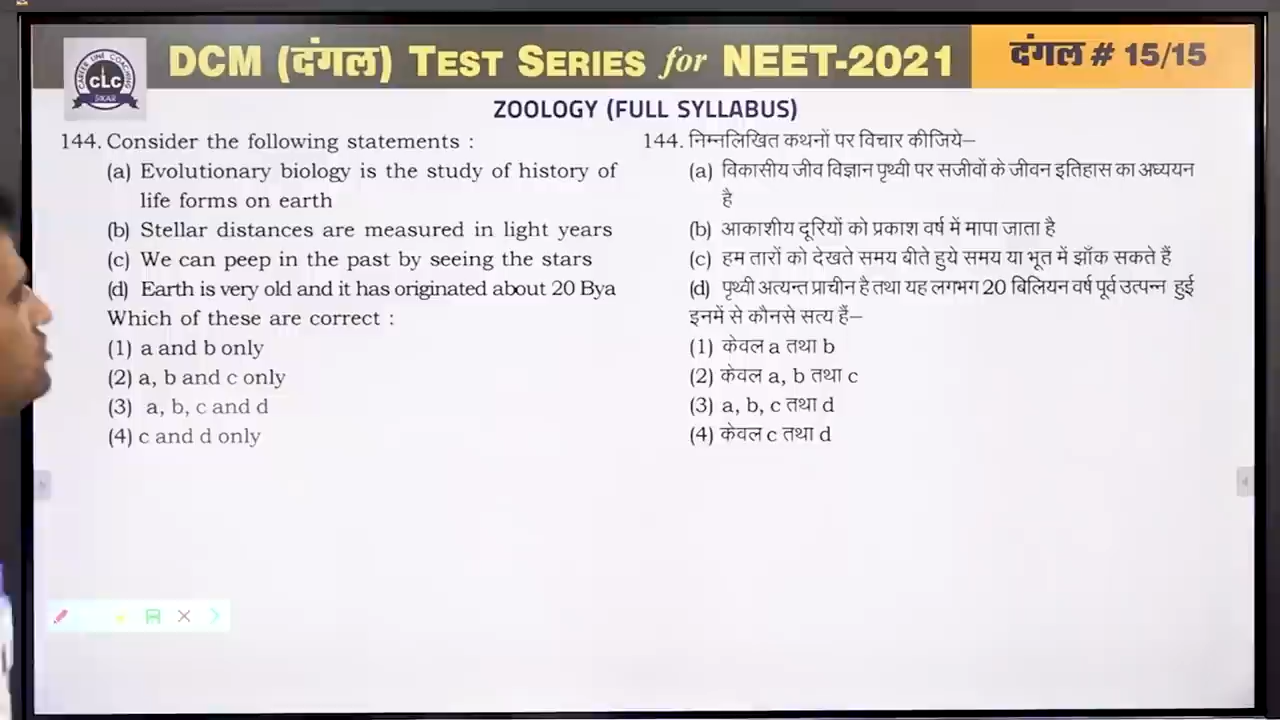 CAREER LINE COACHING
CLC
SIKAR
DCM (दंगल) TEST SERIES for NEET-2021
दंगल # 15/15
ZOOLOGY (FULL SYLLABUS)
144. Consider the following statements :
(a) Evolutionary biology is the study of history of
life forms on earth
(b) Stellar distances are measured in light years
(c) We can peep in the past by seeing the stars
(d) Earth is very old and it has originated about 20 Bya
Which of these are correct :
(1) a and b only
(2) a, b and c only
(3) a, b, c and d
(4) c and d only
144. निम्नलिखित कथनों पर विचार कीजिये–
(a) विकासीय जीव विज्ञान पृथ्वी पर सजीवों के जीवन इतिहास का अध्ययन
है
(b) आकाशीय दूरियों को प्रकाश वर्ष में मापा जाता है
(c) हम तारों को देखते समय बीते हुये समय या भूत में झाँक सकते हैं
(d) पृथ्वी अत्यन्त प्राचीन है तथा यह लगभग 20 बिलियन वर्ष पूर्व उत्पन्न हुई
इनमें से कौनसे सत्य हैं–
(1) केवल a तथा b
(2) केवल a, b तथा c
(3) a, b, c तथा d
(4) केवल c तथा d